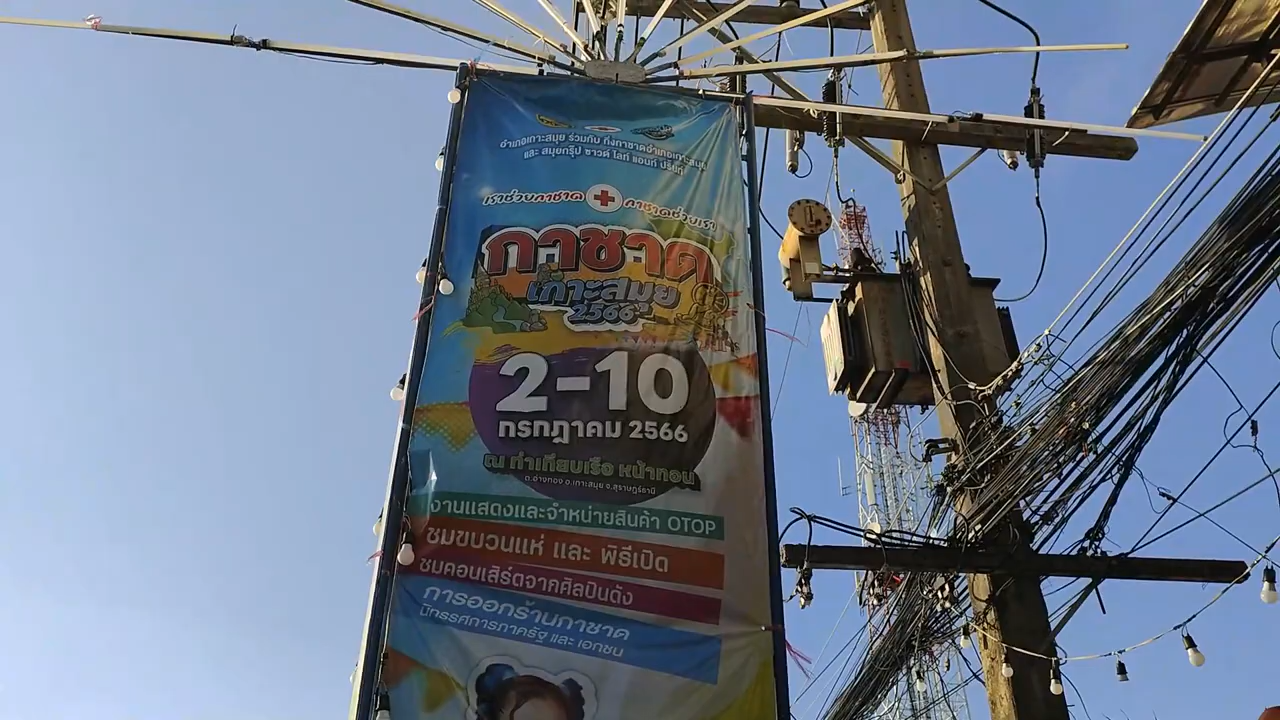 อำเภอเกาะสมุย ร่วมกับ กิ่งกาชาดอำเภอเกาะสมุย
และ สมุยกรุ๊ป ซาวด์ ไลท์ แอนท์ ปริ้นท์
เราช่วยกาชาด กาชาดช่วยเรา
กาชาด
เกาะสมุย
2566
2-10
กรกฎาคม 2566
ณ ท่าเทียบเรือ หน้าทอน
ต.อ่างทอง อ.เกาะสมุย จ.สุราษฎร์ธานี
งานแสดงและจำหน่ายสินค้า OTOP
ชมขบวนแห่ และ พิธีเปิด
ชมคอนเสิร์ตจากศิลปินดัง
การออกร้านกาชาด
นิทรรศการภาครัฐ และ เอกชน